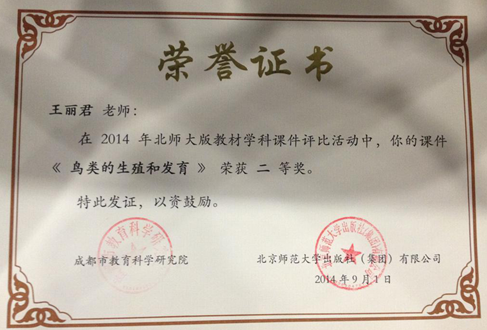 荣誉证书
王丽君 老师:
在 2014 年北师大版教材学科课件评比活动中,你的课件
《 鸟类的生殖和发育 》 荣获 二 等奖。
特此发证,以资鼓励。
成都市教育科学研究院
北京师范大学出版社(集团)有限公司
2014年9月1日